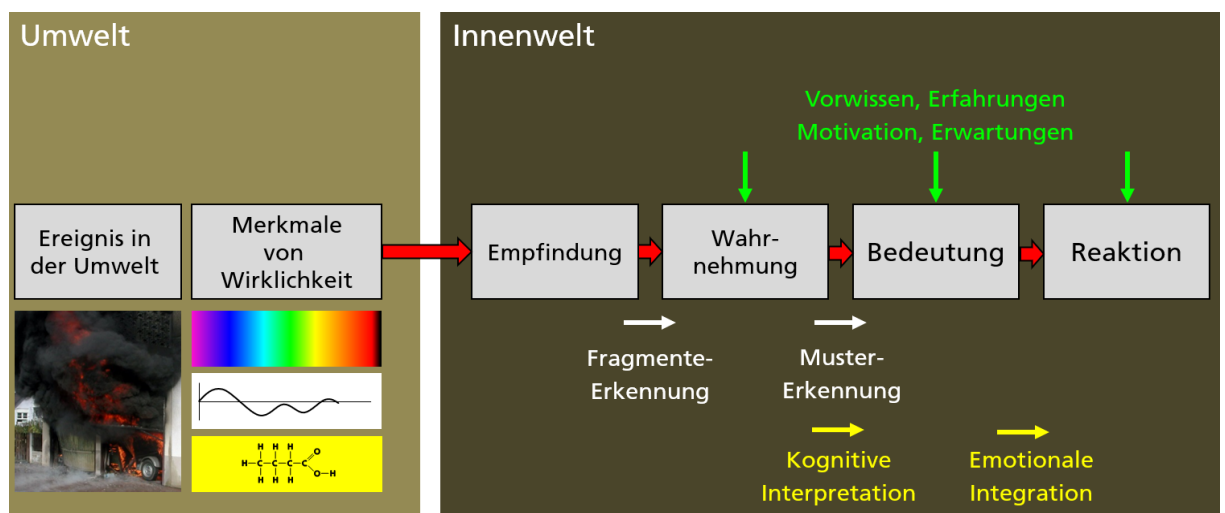 Umwelt
Innenwelt
Vorwissen, Erfahrungen
Motivation, Erwartungen
Ereignis in
der Umwelt
Merkmale
von
Wirklichkeit
Empfindung
Wahr-
nehmung
Bedeutung
Reaktion
Fragmente-
Erkennung
Muster-
Erkennung
H H H
H C C C C O
H H H O H
Kognitive
Interpretation
Emotionale
Integration